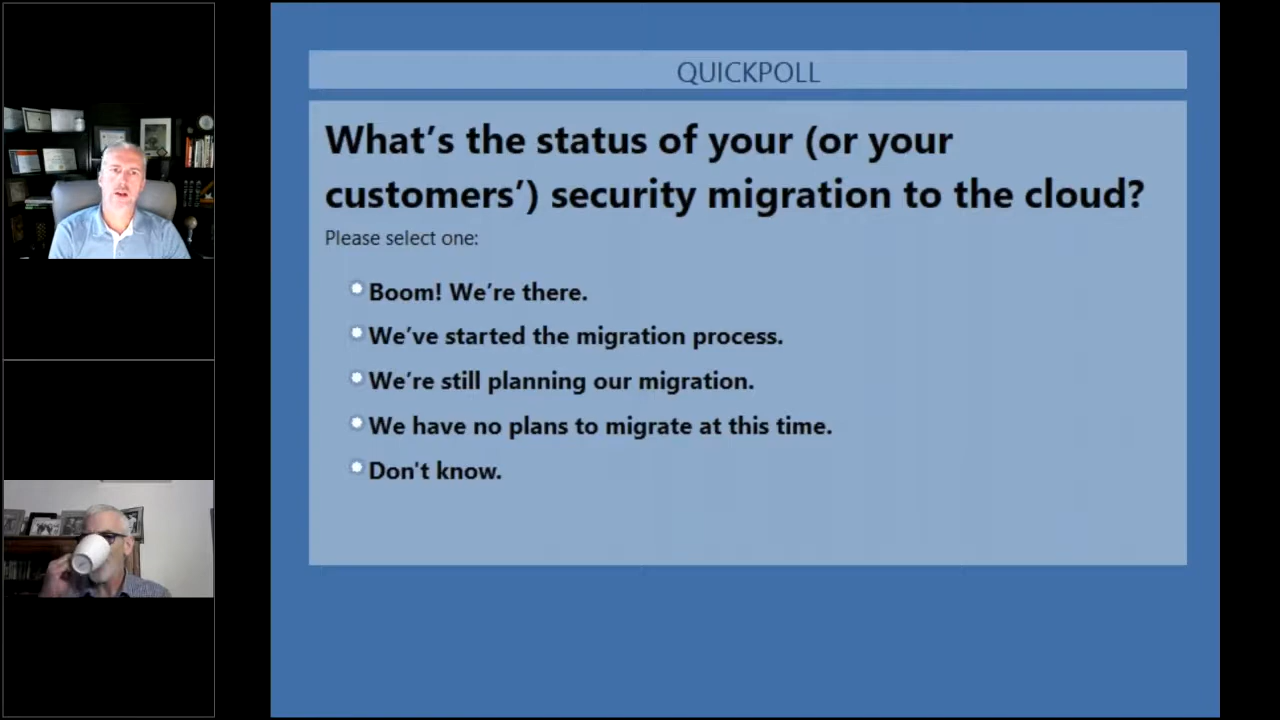 QUICKPOLL
What’s the status of your (or your
customers’) security migration to the cloud?
Please select one:
Boom! We’re there.
We’ve started the migration process.
We’re still planning our migration.
We have no plans to migrate at this time.
Don't know.